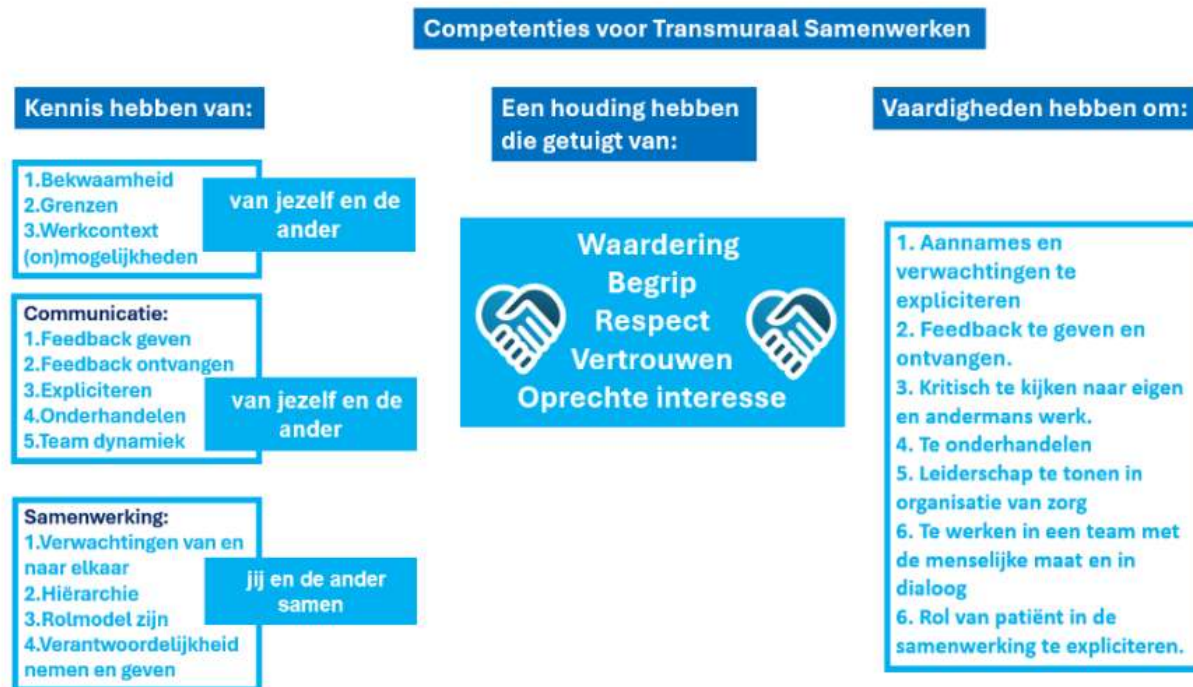 Competenties voor Transmuraal Samenwerken
Kennis hebben van:
1.Bekwaamheid
2.Grenzen
3.Werkcontext
(on)mogelijkheden
van jezelf en de
ander
Communicatie:
1.Feedback geven
2.Feedback ontvangen
3.Expliciteren
4.Onderhandelen
5.Team dynamiek
van jezelf en de
ander
Samenwerking:
1.Verwachtingen van en
naar elkaar
2.Hiërarchie
3.Rolmodel zijn
4.Verantwoordelijkheid
nemen en geven
jij en de ander
samen
Een houding hebben
die getuigt van:
Waardering
Begrip
Respect
Vertrouwen
Oprechte interesse
Vaardigheden hebben om:
1. Aannames en
verwachtingen te
expliciteren
2. Feedback te geven en
ontvangen.
3. Kritisch te kijken naar eigen
en andermans werk.
4. Te onderhandelen
5. Leiderschap te tonen in
organisatie van zorg
6. Te werken in een team met
de menselijke maat en in
dialoog
6. Rol van patiënt in de
samenwerking te expliciteren.